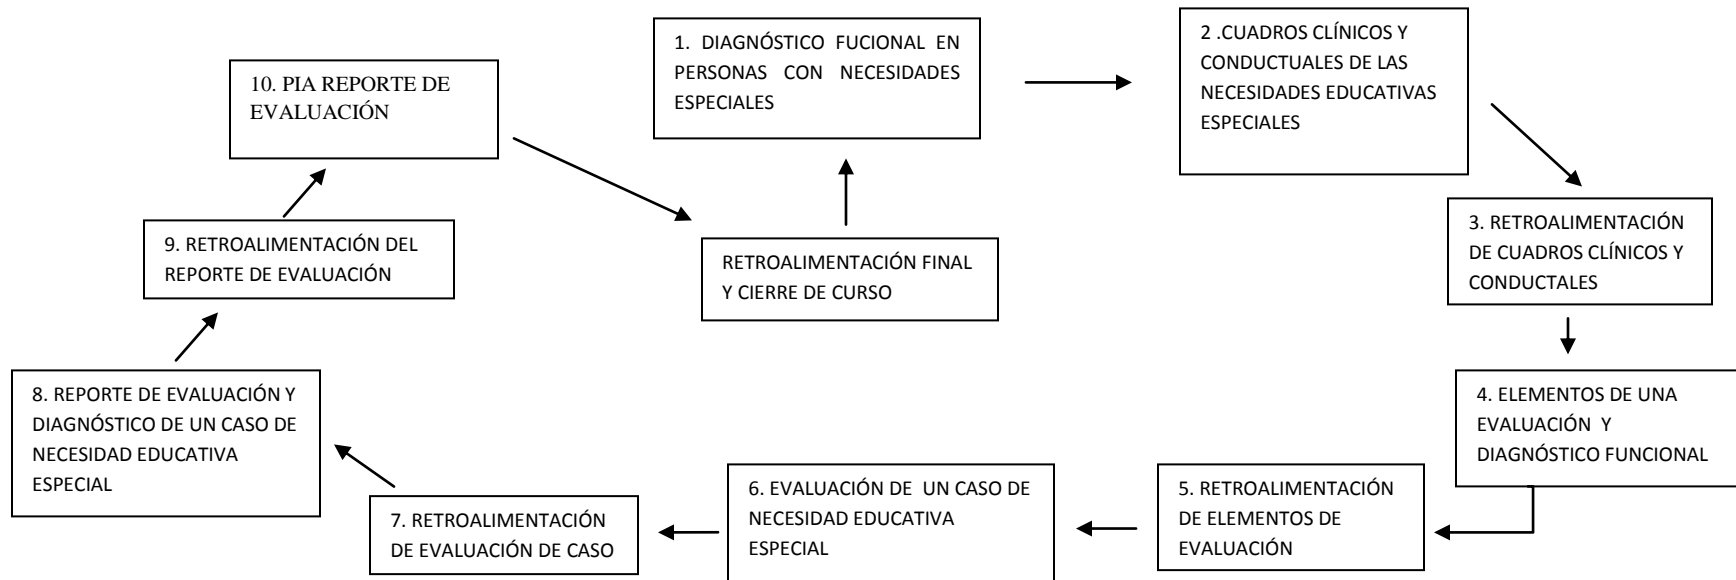 1. DIAGNÓSTICO FUCIONAL EN
PERSONAS CON NECESIDADES
ESPECIALES
2 .CUADROS CLÍNICOS Y
CONDUCTUALES DE LAS
NECESIDADES EDUCATIVAS
ESPECIALES
3. RETROALIMENTACIÓN
DE CUADROS CLÍNICOS Y
CONDUCTALES
4. ELEMENTOS DE UNA
EVALUACIÓN Y
DIAGNÓSTICO FUNCIONAL
5. RETROALIMENTACIÓN
DE ELEMENTOS DE
EVALUACIÓN
6. EVALUACIÓN DE UN CASO DE
NECESIDAD EDUCATIVA
ESPECIAL
7. RETROALIMENTACIÓN
DE EVALUACIÓN DE CASO
8. REPORTE DE EVALUACIÓN Y
DIAGNÓSTICO DE UN CASO DE
NECESIDAD EDUCATIVA
ESPECIAL
9. RETROALIMENTACIÓN DEL
REPORTE DE EVALUACIÓN
10. PIA REPORTE DE
EVALUACIÓN
RETROALIMENTACIÓN FINAL
Y CIERRE DE CURSO